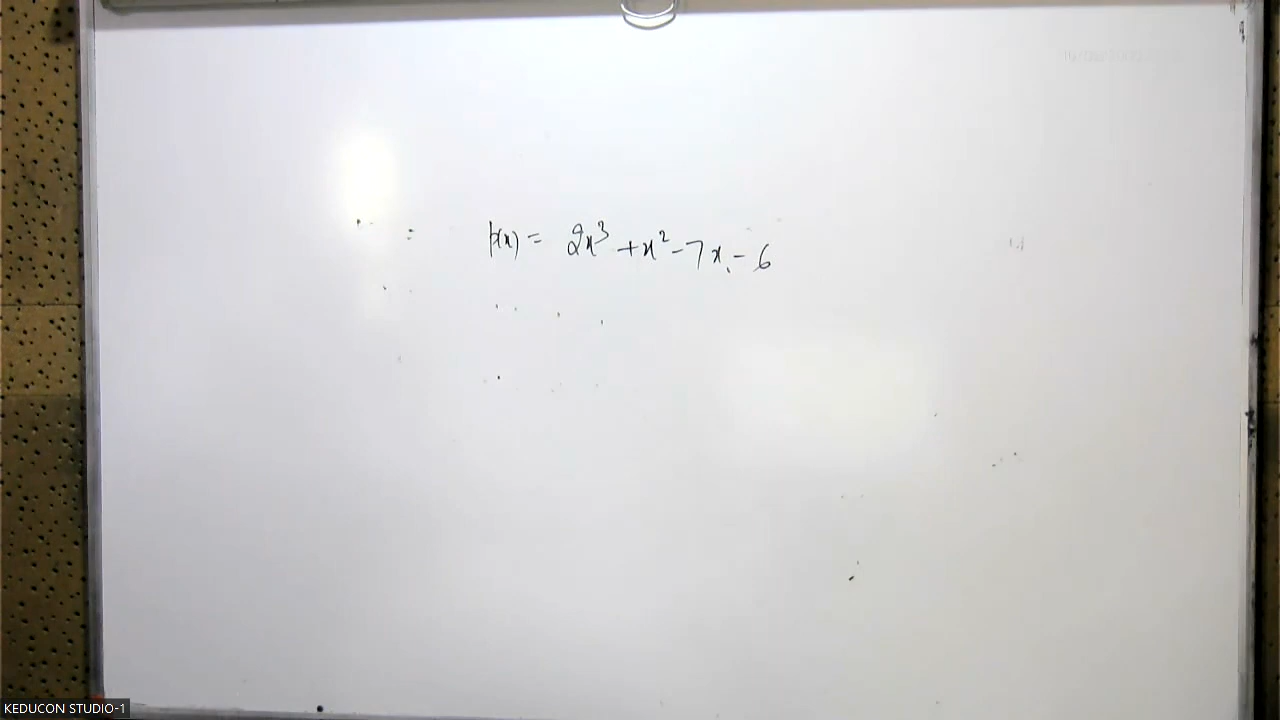 p(x) = 2x³ + x² - 7x - 6
KEDUCON STUDIO-1